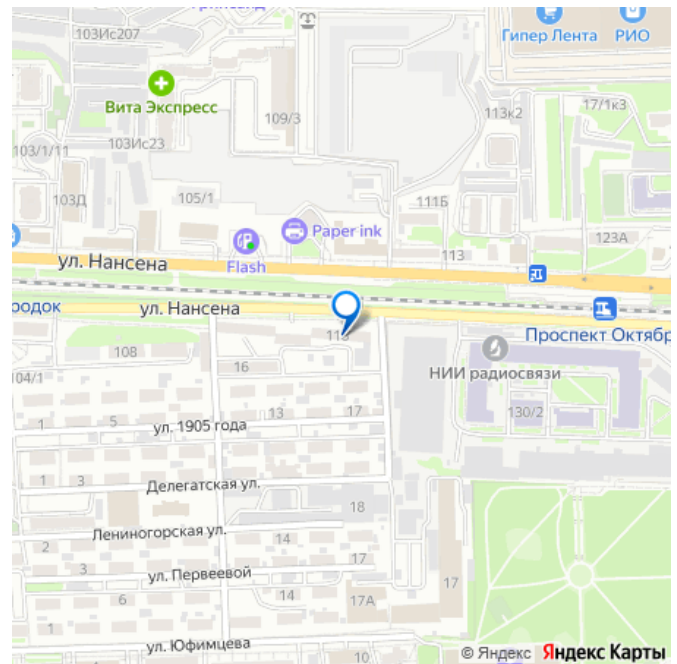 103Ис207
Гипер Лента
РИО
Вита Экспресс
109/3
113к2
17/1к3
103/1/11
103Ис23
103Д
105/1
111Б
Paper ink
123А
Flash
113
ул. Нансена
ул. Нансена
родок
Проспект Октябр
108
НИИ радиосвязи
104/1
16
1
5
13
17
130/2
ул. 1905 года
1
3
Делегатская ул.
18
Лениногорская ул.
2
14
3
ул. Первеевой
17
17
1
6
14
17А
ул. Юфимцева
10
© Яндекс Яндекс Карты